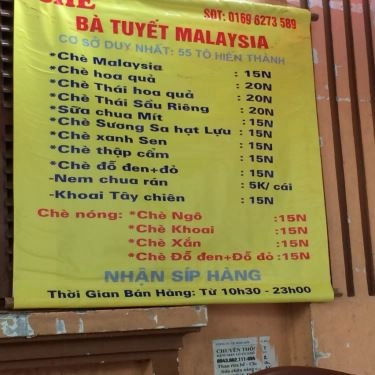 CHÈ SĐT: 0169 6273 589
BÀ TUYẾT MALAYSIA
CƠ SỞ DUY NHẤT: 55 TÔ HIẾN THÀNH
*Chè Malaysia : 15N
*Chè hoa quả : 20N
*Chè Thái hoa quả : 20N
*Chè Thái Sầu Riêng : 20N
*Sữa chua Mít : 15N
*Chè Sương Sa hạt Lựu : 15N
*Chè xanh Sen : 15N
*Chè thập cẩm : 15N
*Chè đỗ đen+đỏ : 15N
-Nem chua rán : 5K/ cái
-Khoai Tây chiên : 15N
Chè nóng: *Chè Ngô :15N
*Chè Khoai :15N
*Chè Xắn :15N
*Chè Đỗ đen+Đỗ đỏ :15N
NHẬN SÍP HÀNG
Thời Gian Bán Hàng: Từ 10h30 - 23h00